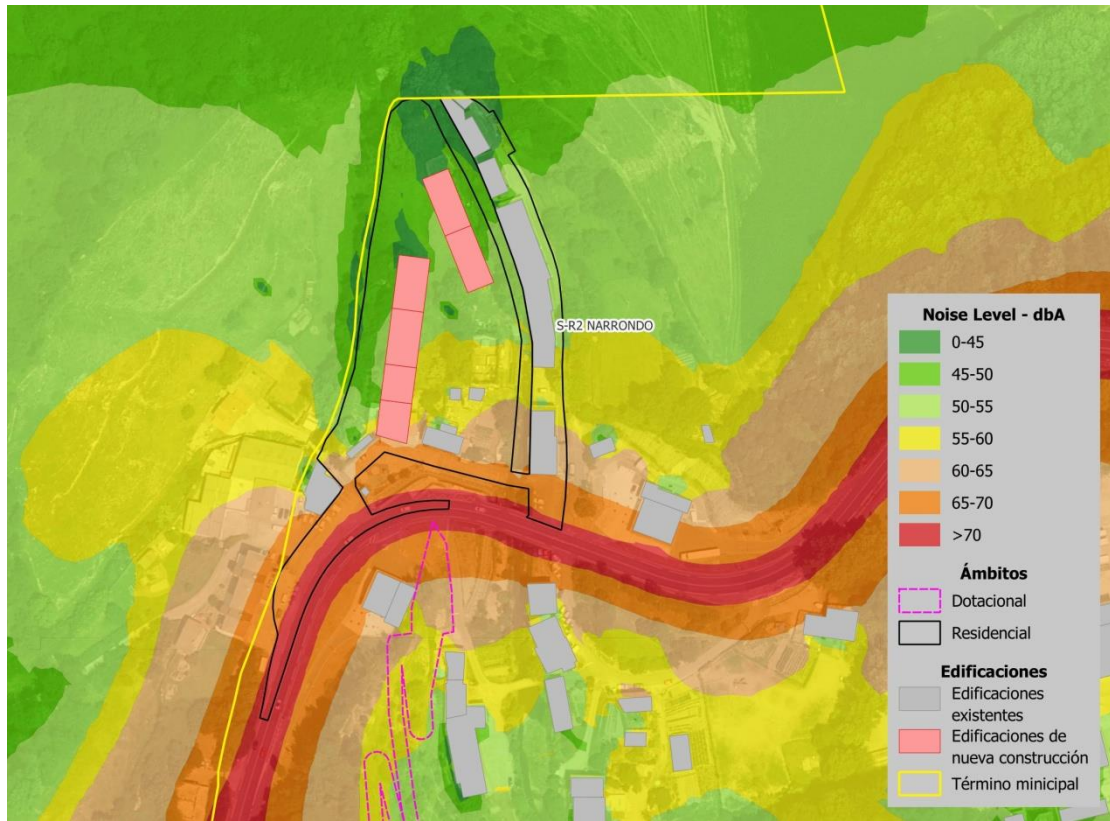 S-R2 NARRONDO
Noise Level - dbA
0-45
45-50
50-55
55-60
60-65
65-70
>70
Ámbitos
Dotacional
Residencial
Edificaciones
Edificaciones
existentes
Edificaciones de
nueva construcción
Término minicipal